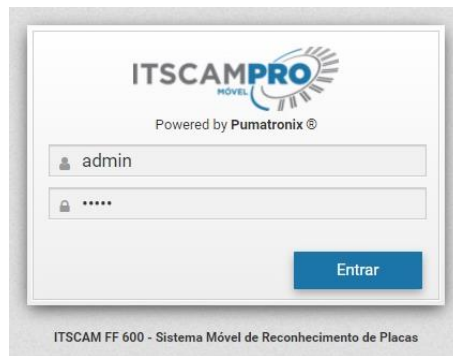 ITSCAMPRO
MÓVEL
Powered by Pumatronix ®
admin
•••••
Entrar
ITSCAM FF 600 - Sistema Móvel de Reconhecimento de Placas